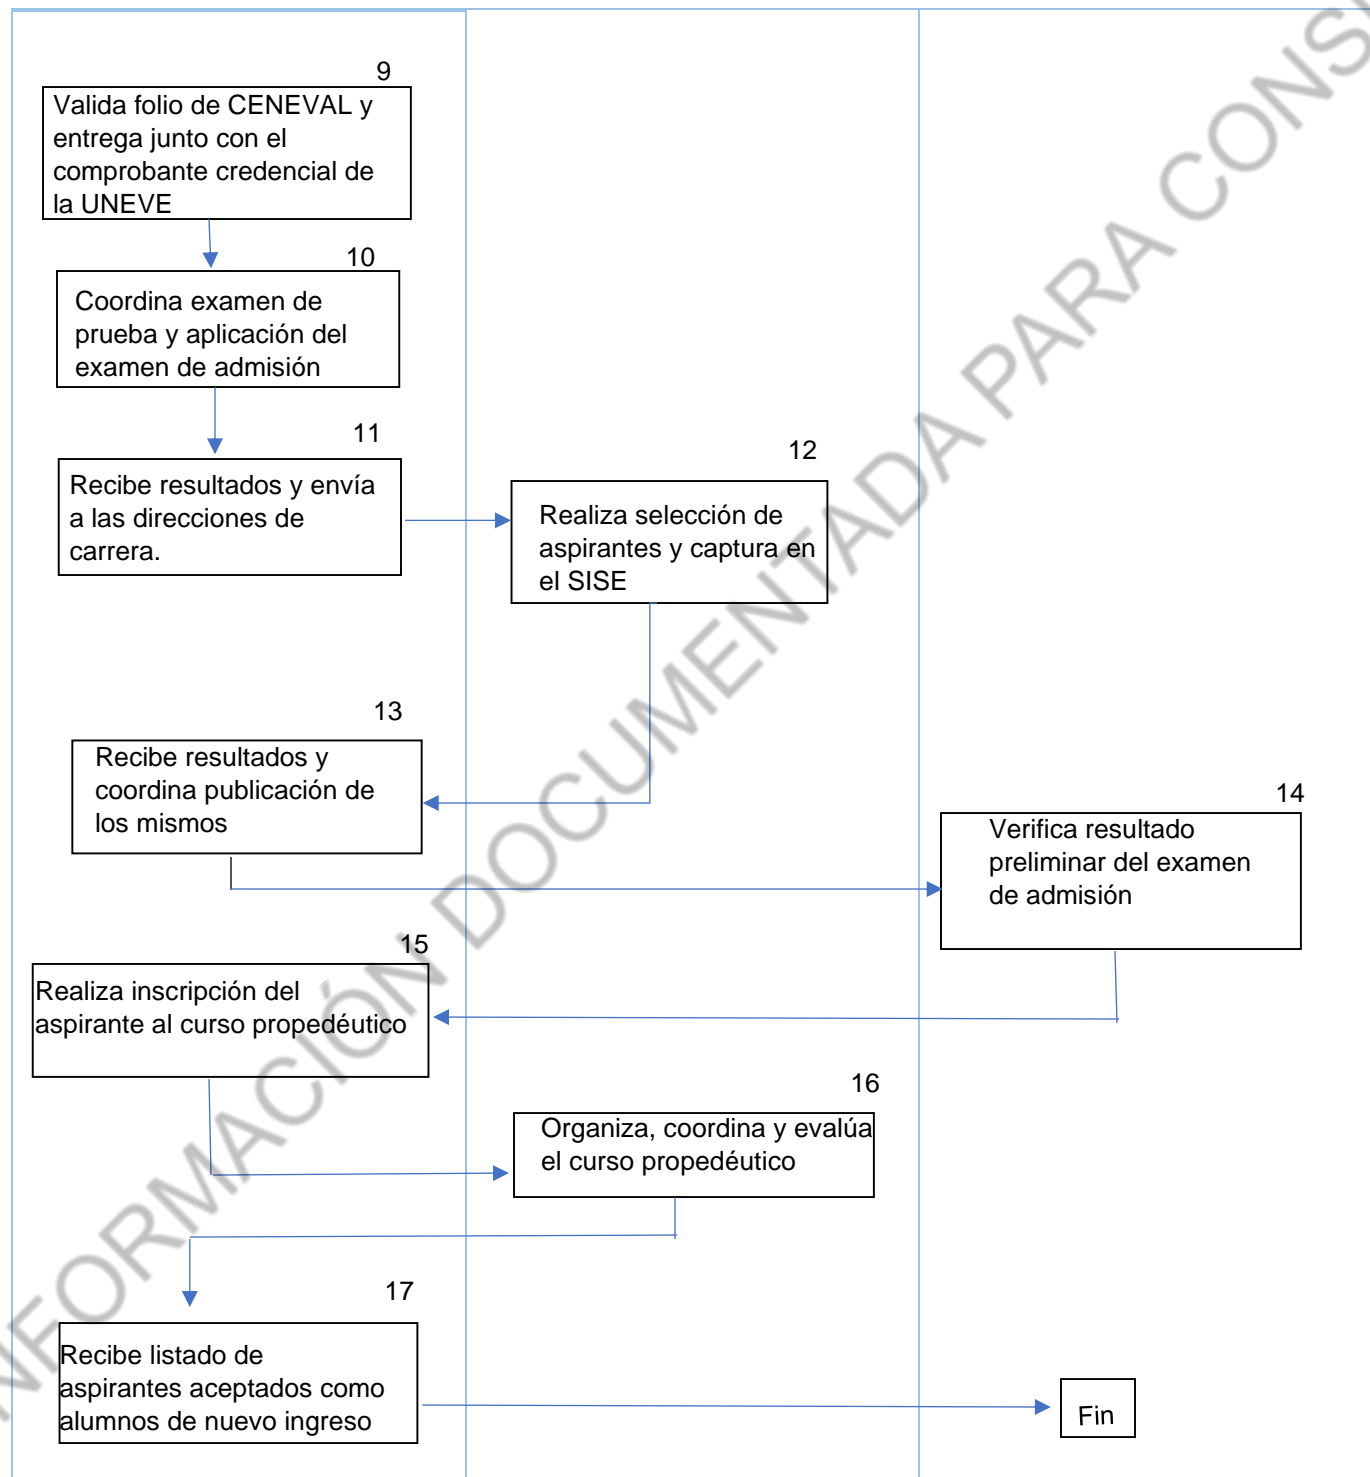 9
Valida folio de CENEVAL y
entrega junto con el
comprobante credencial de
la UNEVE
10
Coordina examen de
prueba y aplicación del
examen de admisión
11
Recibe resultados y envía
a las direcciones de
carrera.
12
Realiza selección de
aspirantes y captura en
el SISE
13
Recibe resultados y
coordina publicación de
los mismos
14
Verifica resultado
preliminar del examen
de admisión
15
Realiza inscripción del
aspirante al curso propedéutico
16
Organiza, coordina y evalúa
el curso propedéutico
17
Recibe listado de
aspirantes aceptados como
alumnos de nuevo ingreso
Fin
INFORMACIÓN DOCUMENTADA PARA